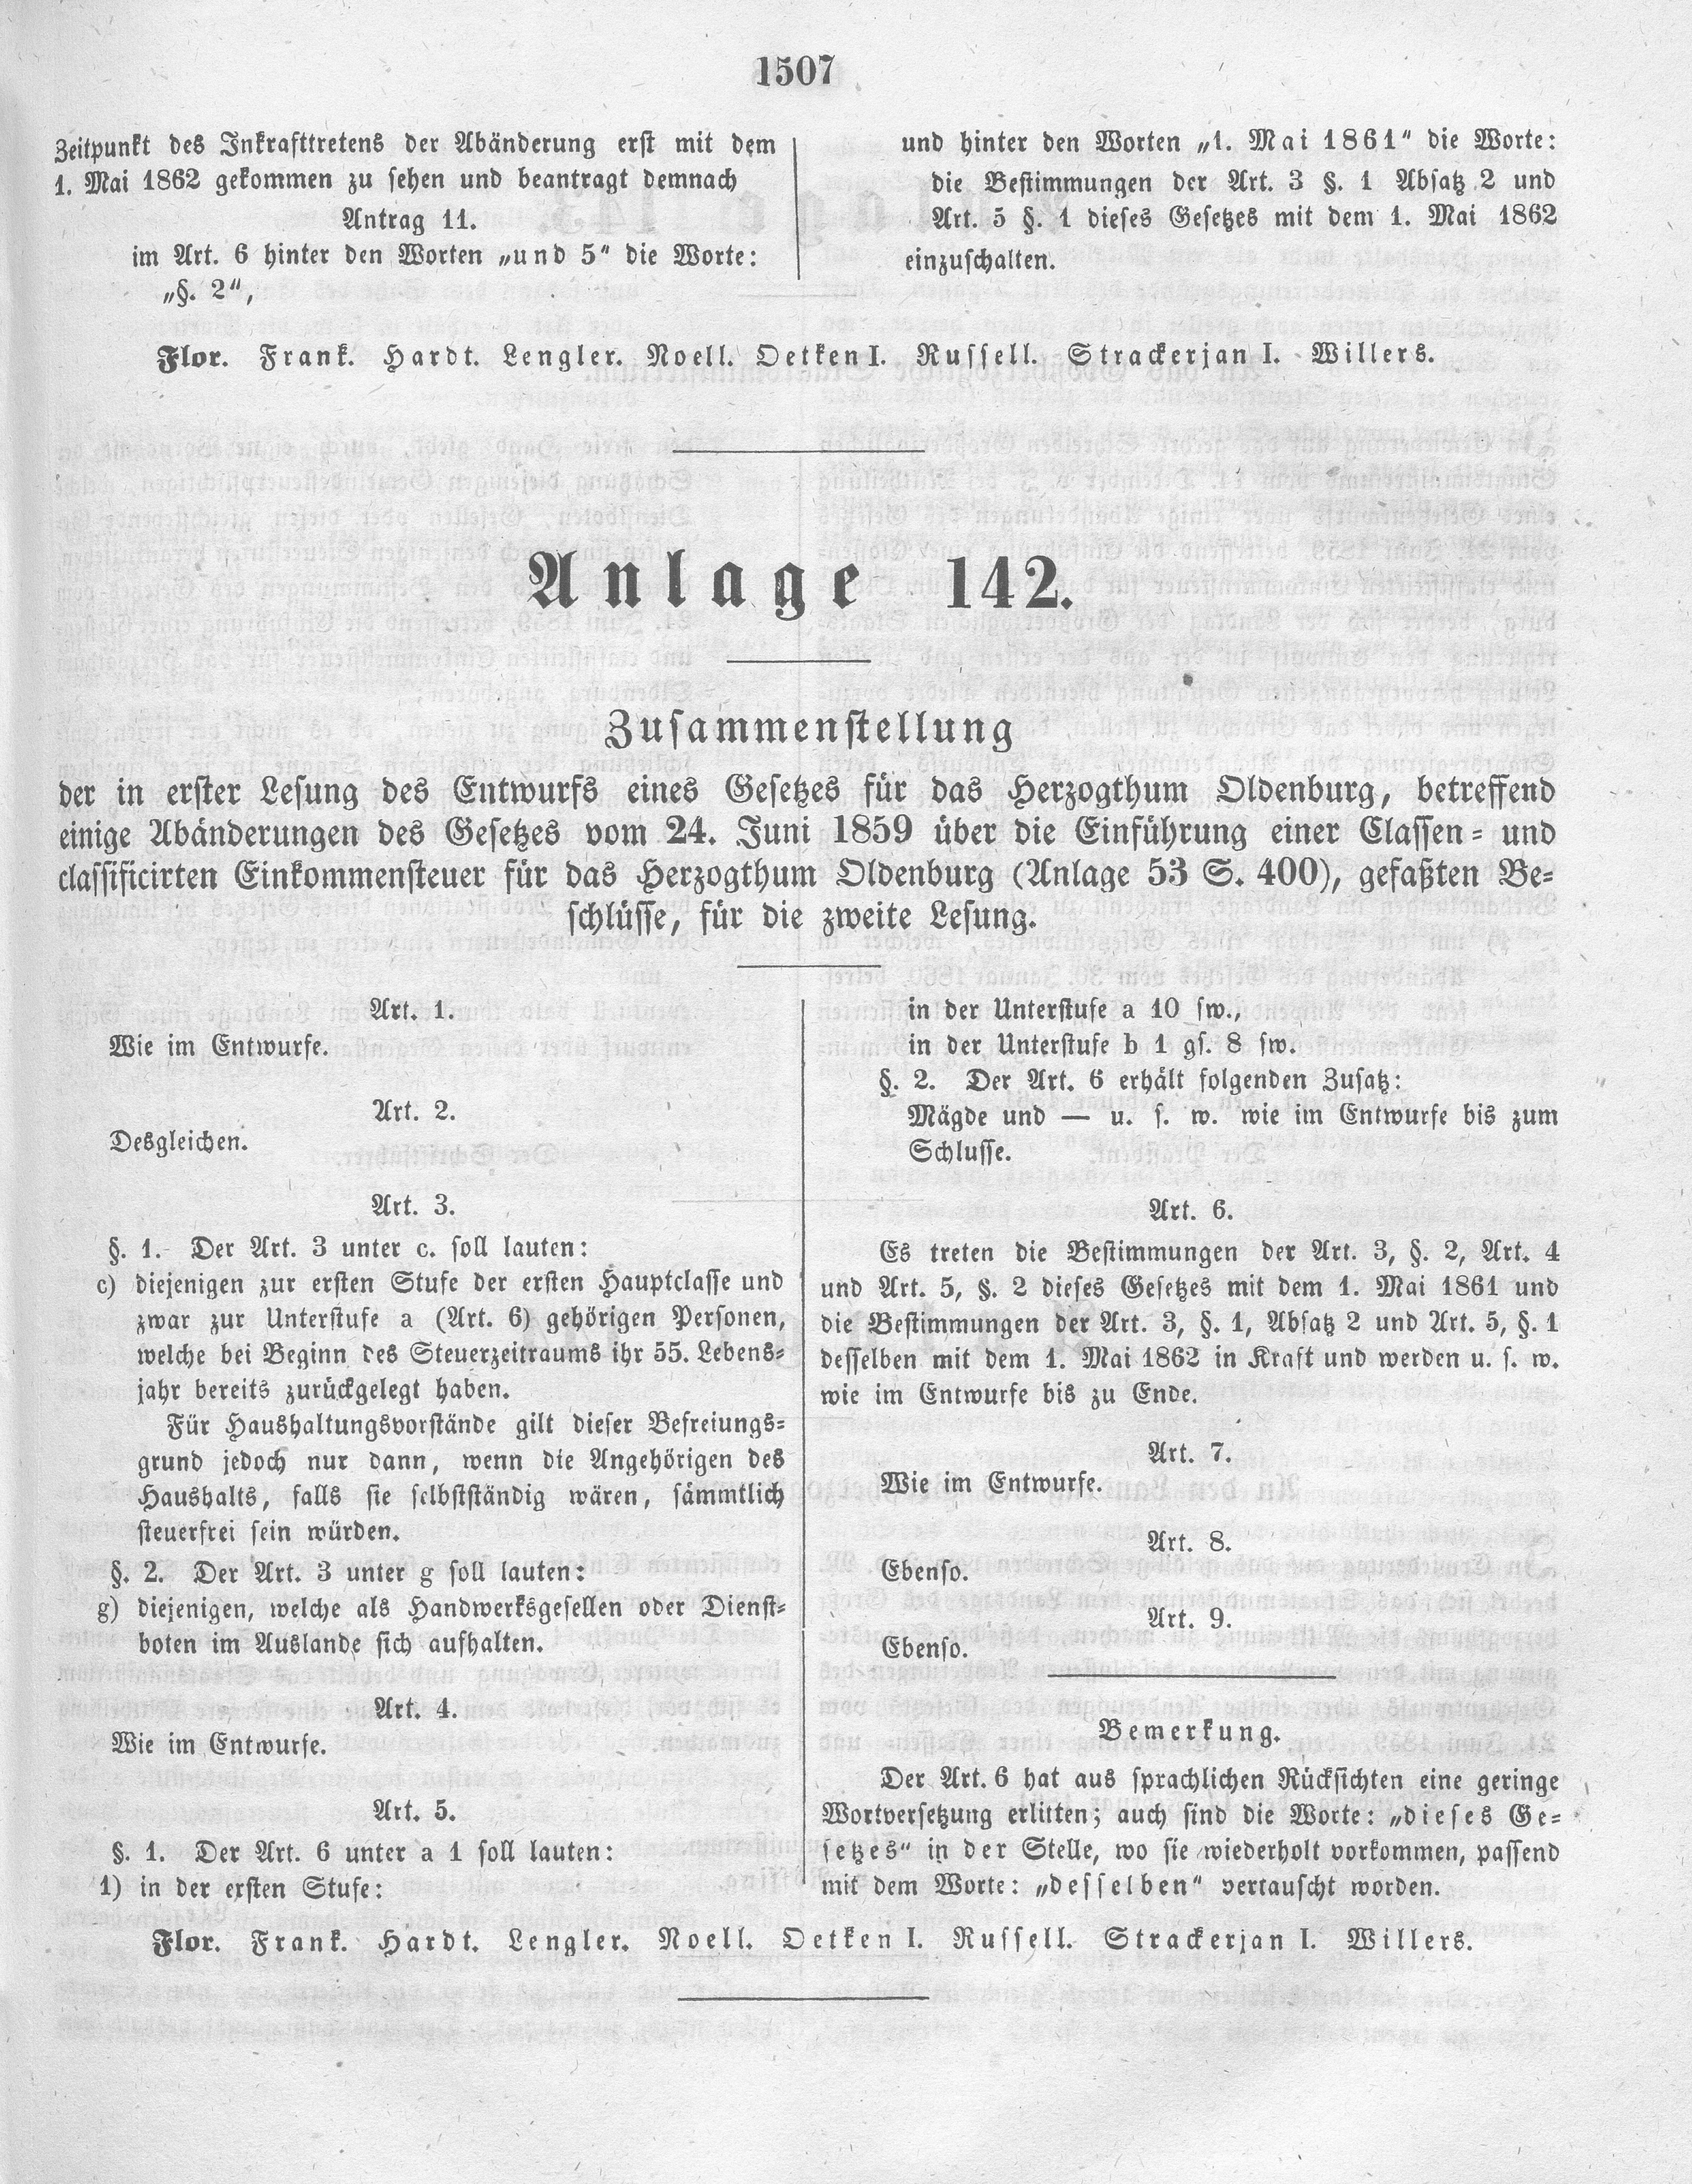 1507
Zeitpunkt des Inkrafttretens der Abänderung erst mit dem
1. Mai 1862 gekommen zu sehen und beantragt demnach
Antrag 11.
im Art. 6 hinter den Worten „und 5“ die Worte:
„§. 2“,
und hinter den Worten „1. Mai 1861“ die Worte:
die Bestimmungen der Art. 3 §. 1 Absatz 2 und
Art. 5 §. 1 dieses Gesetzes mit dem 1. Mai 1862
einzuschalten.
Flor. Frank. Hardt. Lengler. Noell. Oetken I. Russell. Strackerjan I. Willers.
Anlage 142.
Zusammenstellung
der in erster Lesung des Entwurfs eines Gesetzes für das Herzogthum Oldenburg, betreffend
einige Abänderungen des Gesetzes vom 24. Juni 1859 über die Einführung einer Classen- und
classificirten Einkommensteuer für das Herzogthum Oldenburg (Anlage 53 S. 400), gefaßten Be-
schlüsse, für die zweite Lesung.
Art. 1.
Wie im Entwurfe.
Art. 2.
Desgleichen.
Art. 3.
§. 1. Der Art. 3 unter c. soll lauten:
c) diejenigen zur ersten Stufe der ersten Hauptclasse und
zwar zur Unterstufe a (Art. 6) gehörigen Personen,
welche bei Beginn des Steuerzeitraums ihr 55. Lebens-
jahr bereits zurückgelegt haben.
Für Haushaltungsvorstände gilt dieser Befreiungs-
grund jedoch nur dann, wenn die Angehörigen des
Haushalts, falls sie selbstständig wären, sämmtlich
steuerfrei sein würden.
§. 2. Der Art. 3 unter g soll lauten:
g) diejenigen, welche als Handwerksgesellen oder Dienst-
boten im Auslande sich aufhalten.
Art. 4.
Wie im Entwurfe.
Art. 5.
§. 1. Der Art. 6 unter a 1 soll lauten:
1) in der ersten Stufe:
in der Unterstufe a 10 sw.,
in der Unterstufe b 1 gs. 8 sw.
§. 2. Der Art. 6 erhält folgenden Zusatz:
Mägde und — u. s. w. wie im Entwurfe bis zum
Schlusse.
Art. 6.
Es treten die Bestimmungen der Art. 3, §. 2, Art. 4
und Art. 5, §. 2 dieses Gesetzes mit dem 1. Mai 1861 und
die Bestimmungen der Art. 3, §. 1, Absatz 2 und Art. 5, §. 1
desselben mit dem 1. Mai 1862 in Kraft und werden u. s. w.
wie im Entwurfe bis zu Ende.
Art. 7.
Wie im Entwurfe.
Art. 8.
Ebenso.
Art. 9.
Ebenso.
Bemerkung.
Der Art. 6 hat aus sprachlichen Rücksichten eine geringe
Wortversetzung erlitten; auch sind die Worte: „dieses Ge-
setzes“ in der Stelle, wo sie wiederholt vorkommen, passend
mit dem Worte: „desselben“ vertauscht worden.
Flor. Frank. Hardt. Lengler. Noell. Oetken I. Russell. Strackerjan I. Willers.